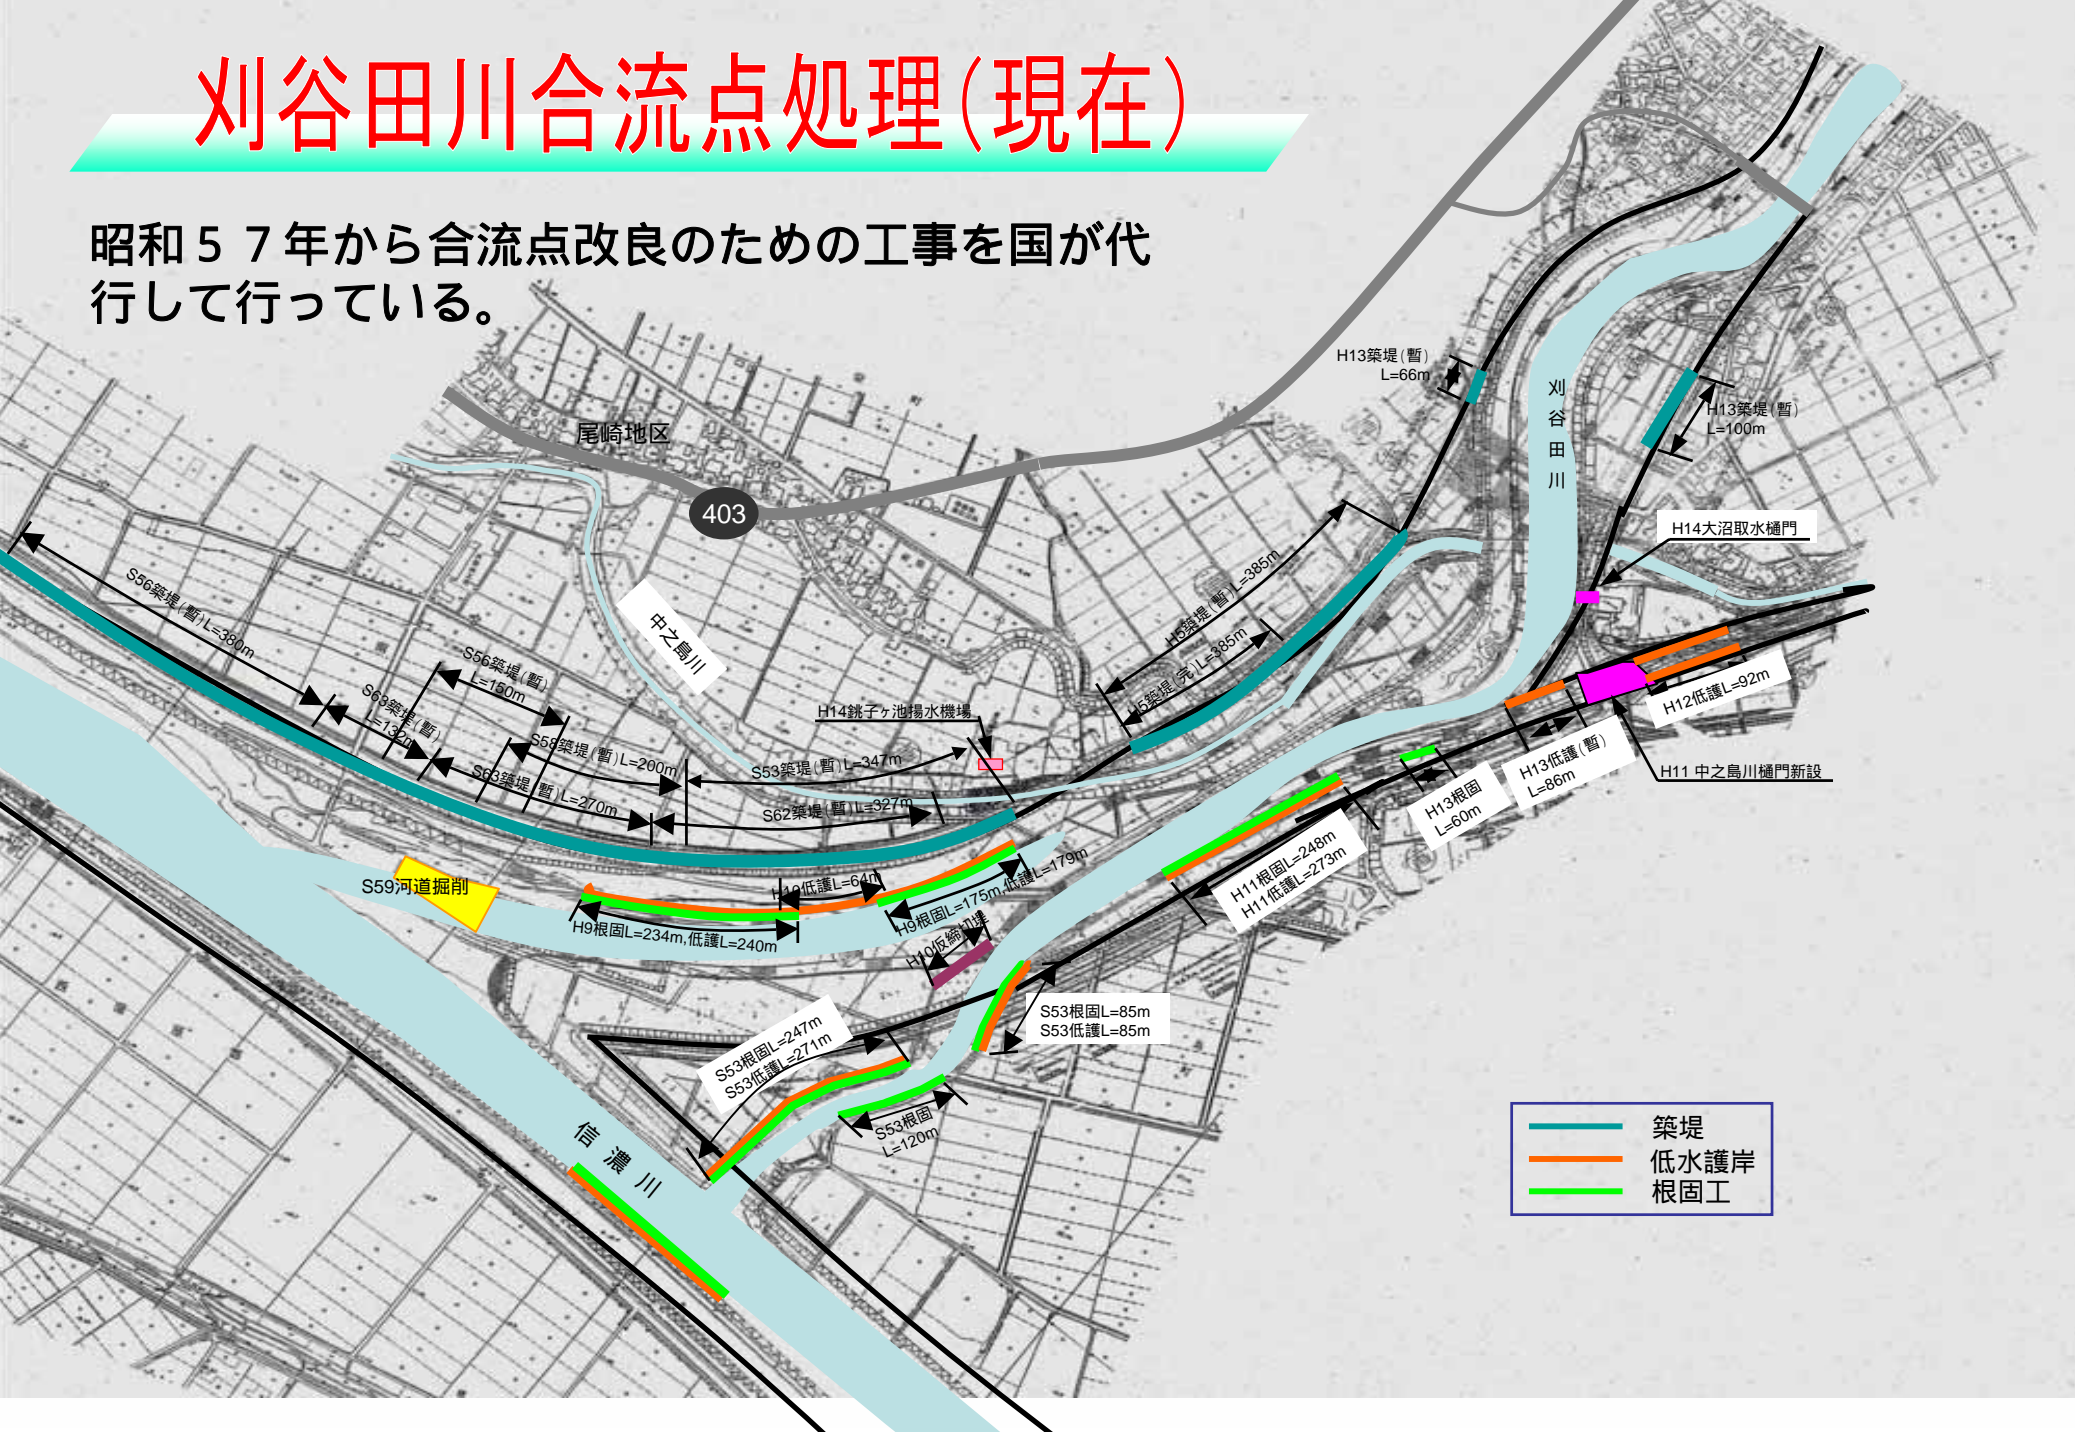 刈谷田川合流点処理(現在)
昭和５７年から合流点改良のための工事を国が代
行して行っている。
尾崎地区
403
H13築堤(暫)
L=66m
刈谷田川
H13築堤(暫)
L=100m
H14大沼取水樋門
S56築堤(暫)L=380m
S63築堤(暫)
L=132m
S56築堤(暫)
L=150m
S58築堤(暫)L=200m
S63築堤(暫)L=270m
中之島川
H14銚子ヶ池揚水機場
S53築堤(暫)L=347m
S62築堤(暫)L=327m
H5築堤(暫)L=385m
H5築堤(完)L=385m
H12低護L=92m
H13低護(暫)
L=86m
H11 中之島川樋門新設
H13根固
L=60m
H11根固L=248m
H11低護L=273m
S59河道掘削
H10低護L=64m
H9根固L=234m,低護L=240m
H9根固L=175m,低護L=179m
H10仮締切堤
S53根固L=85m
S53低護L=85m
S53根固L=247m
S53低護L=271m
S53根固
L=120m
信濃川
築堤
低水護岸
根固工